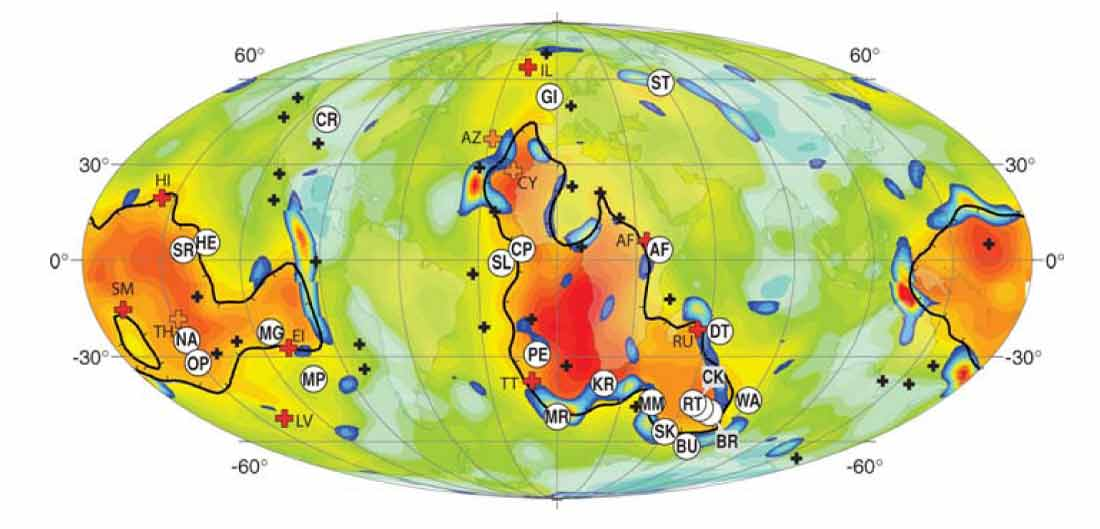 60°
60°
IL
ST
GI
CR
AZ
30°
30°
HI
CY
SR
HE
AF
AF
CP
SL
0°
0°
SM
TH
NA
MG
EI
RU
DT
-30°
-30°
OP
PE
MP
TT
KR
CK
MR
MM
RT
WA
LV
SK
BU
BR
-60°
-60°